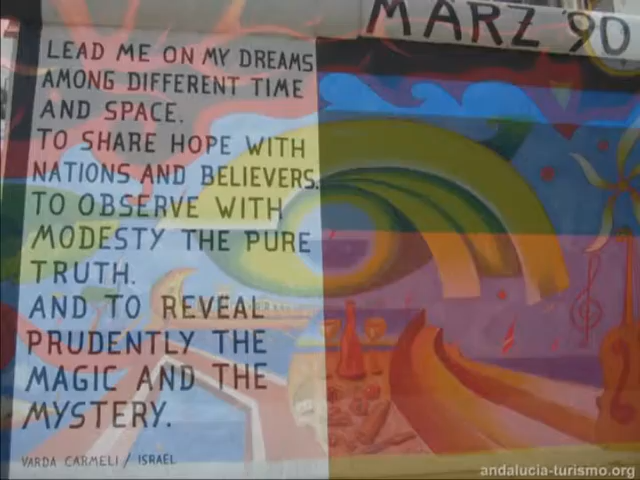 MÄRZ '90
LEAD ME ON MY DREAMS
AMONG DIFFERENT TIME
AND SPACE.
TO SHARE HOPE WITH
NATIONS AND BELIEVERS.
TO OBSERVE WITH
MODESTY THE PURE
TRUTH.
AND TO REVEAL
PRUDENTLY THE
MAGIC AND THE
MYSTERY.
VARDA CARMELI / ISRAEL
andalucia-turismo.org